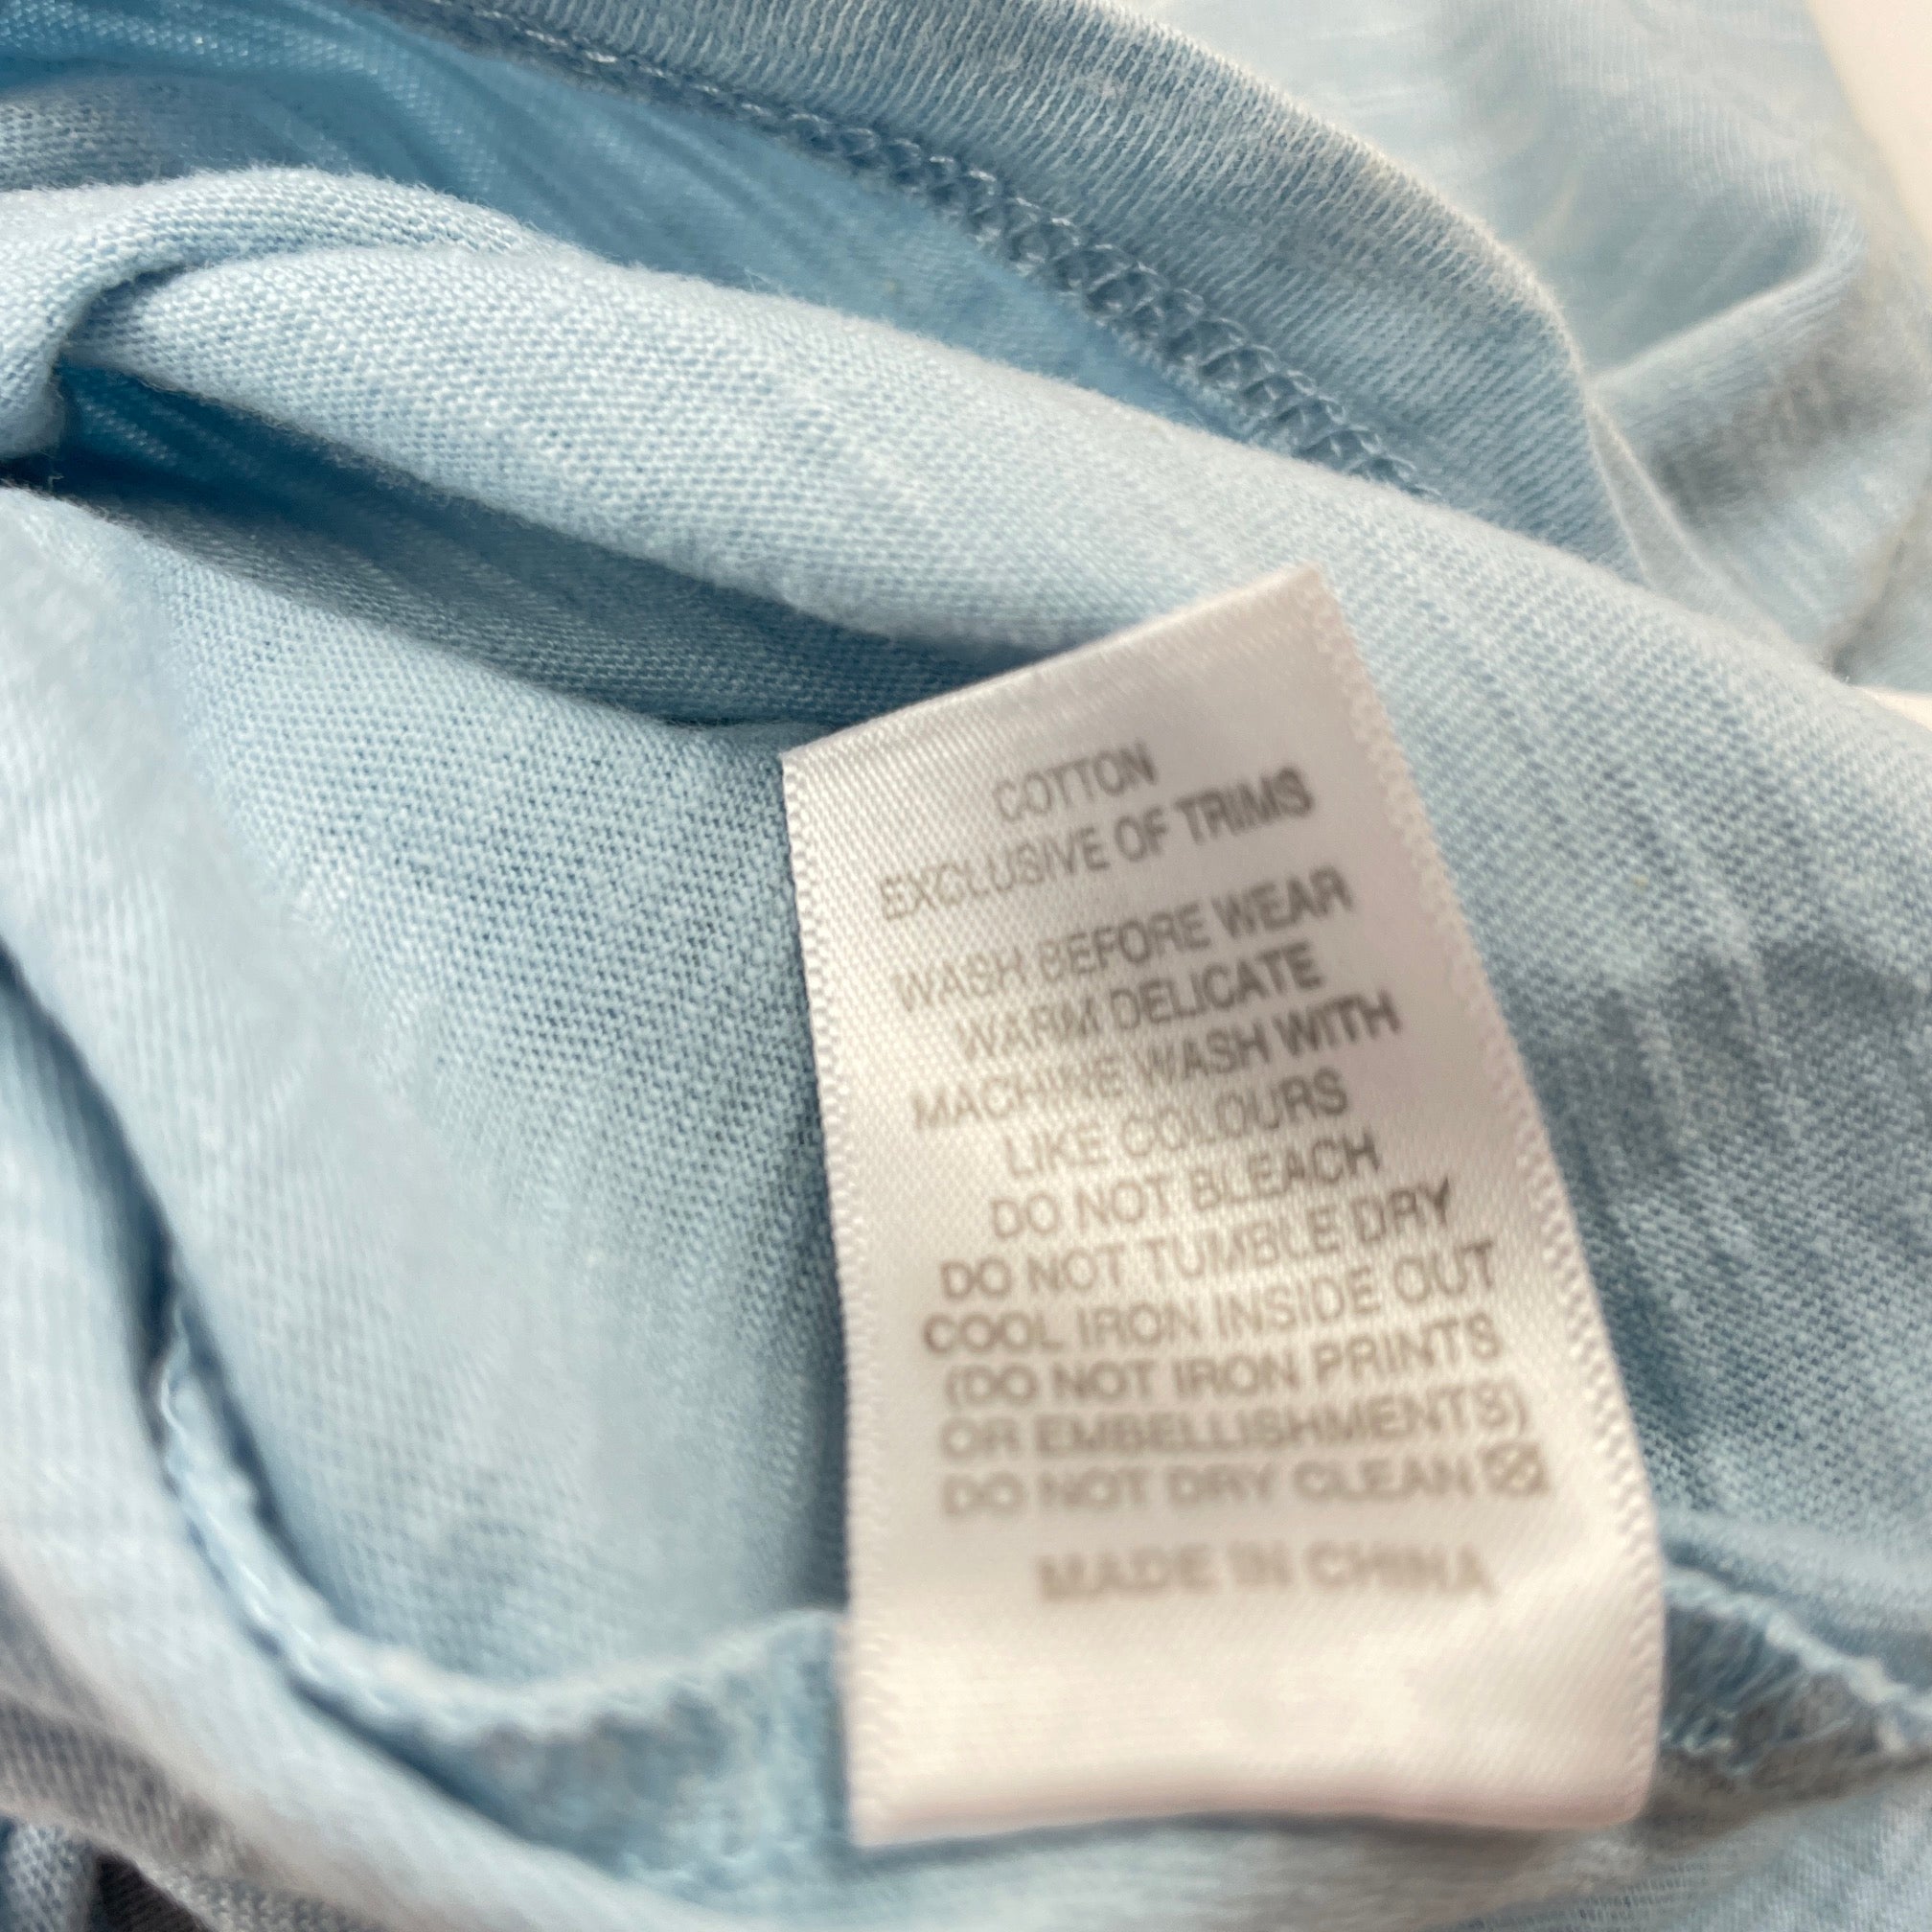 COTTON
EXCLUSIVE OF TRIMS
WASH BEFORE WEAR
WARM DELICATE
MACHINE WASH WITH
LIKE COLOURS
DO NOT BLEACH
DO NOT TUMBLE DRY
COOL IRON INSIDE OUT
(DO NOT IRON PRINTS
OR EMBELLISHMENTS)
DO NOT DRY CLEAN
MADE IN CHINA